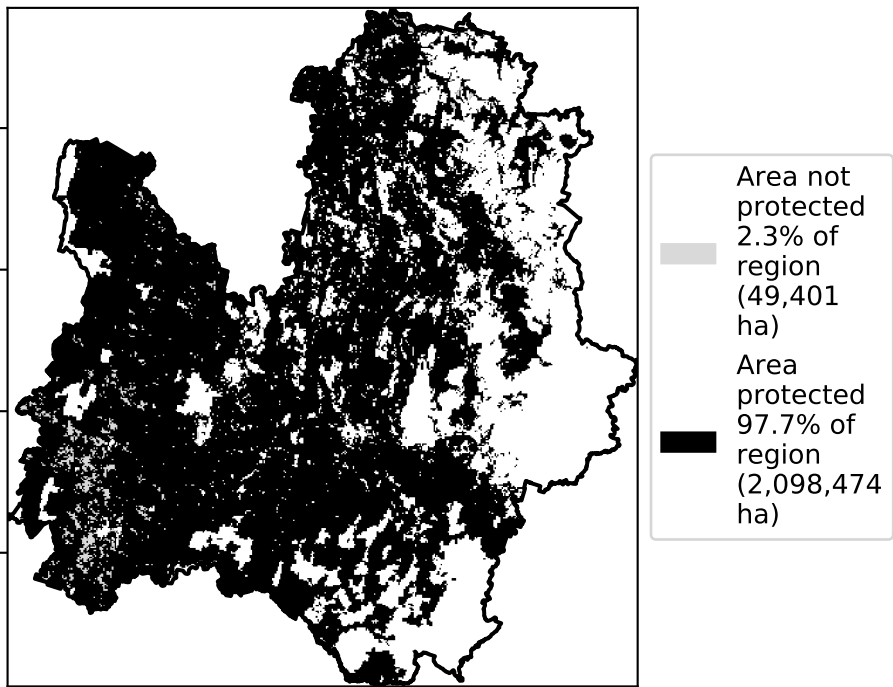 Area not
protected
2.3% of
region
(49,401
ha)
Area
protected
97.7% of
region
(2,098,474
ha)